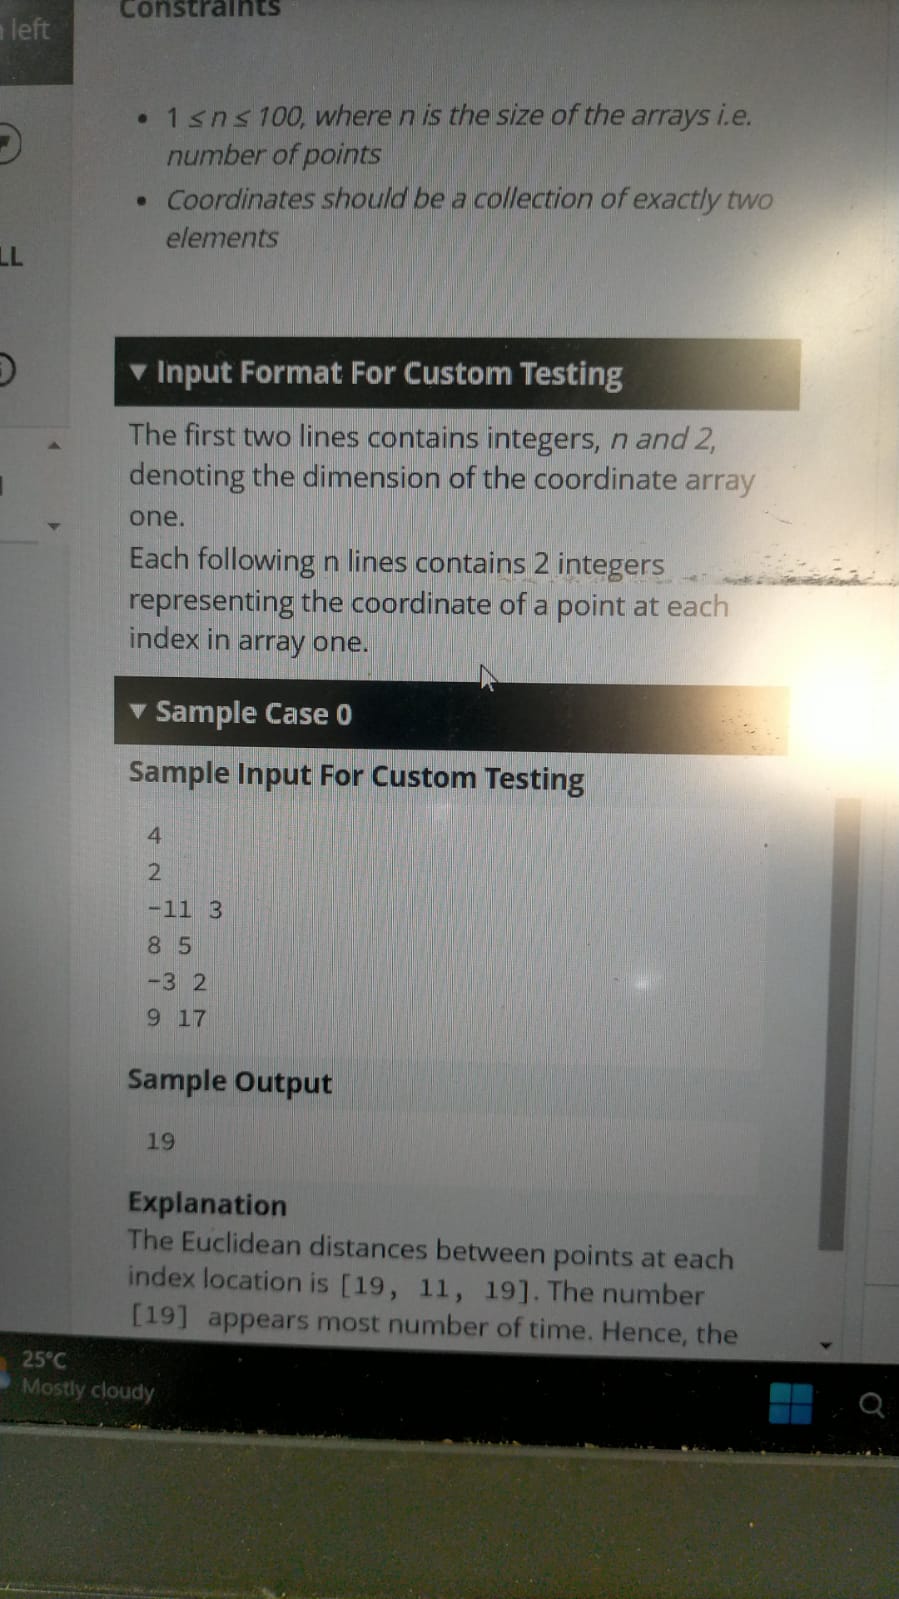 left
Constraints
• 1 ≤ n ≤ 100, where n is the size of the arrays i.e.
number of points
• Coordinates should be a collection of exactly two
elements
LL
▼ Input Format For Custom Testing
The first two lines contains integers, n and 2,
denoting the dimension of the coordinate array
one.
Each following n lines contains 2 integers
representing the coordinate of a point at each
index in array one.
▼ Sample Case 0
Sample Input For Custom Testing
4
2
-11 3
8 5
-3 2
9 17
Sample Output
19
Explanation
The Euclidean distances between points at each
index location is [19, 11, 19]. The number
[19] appears most number of time. Hence, the
25°C
Mostly cloudy